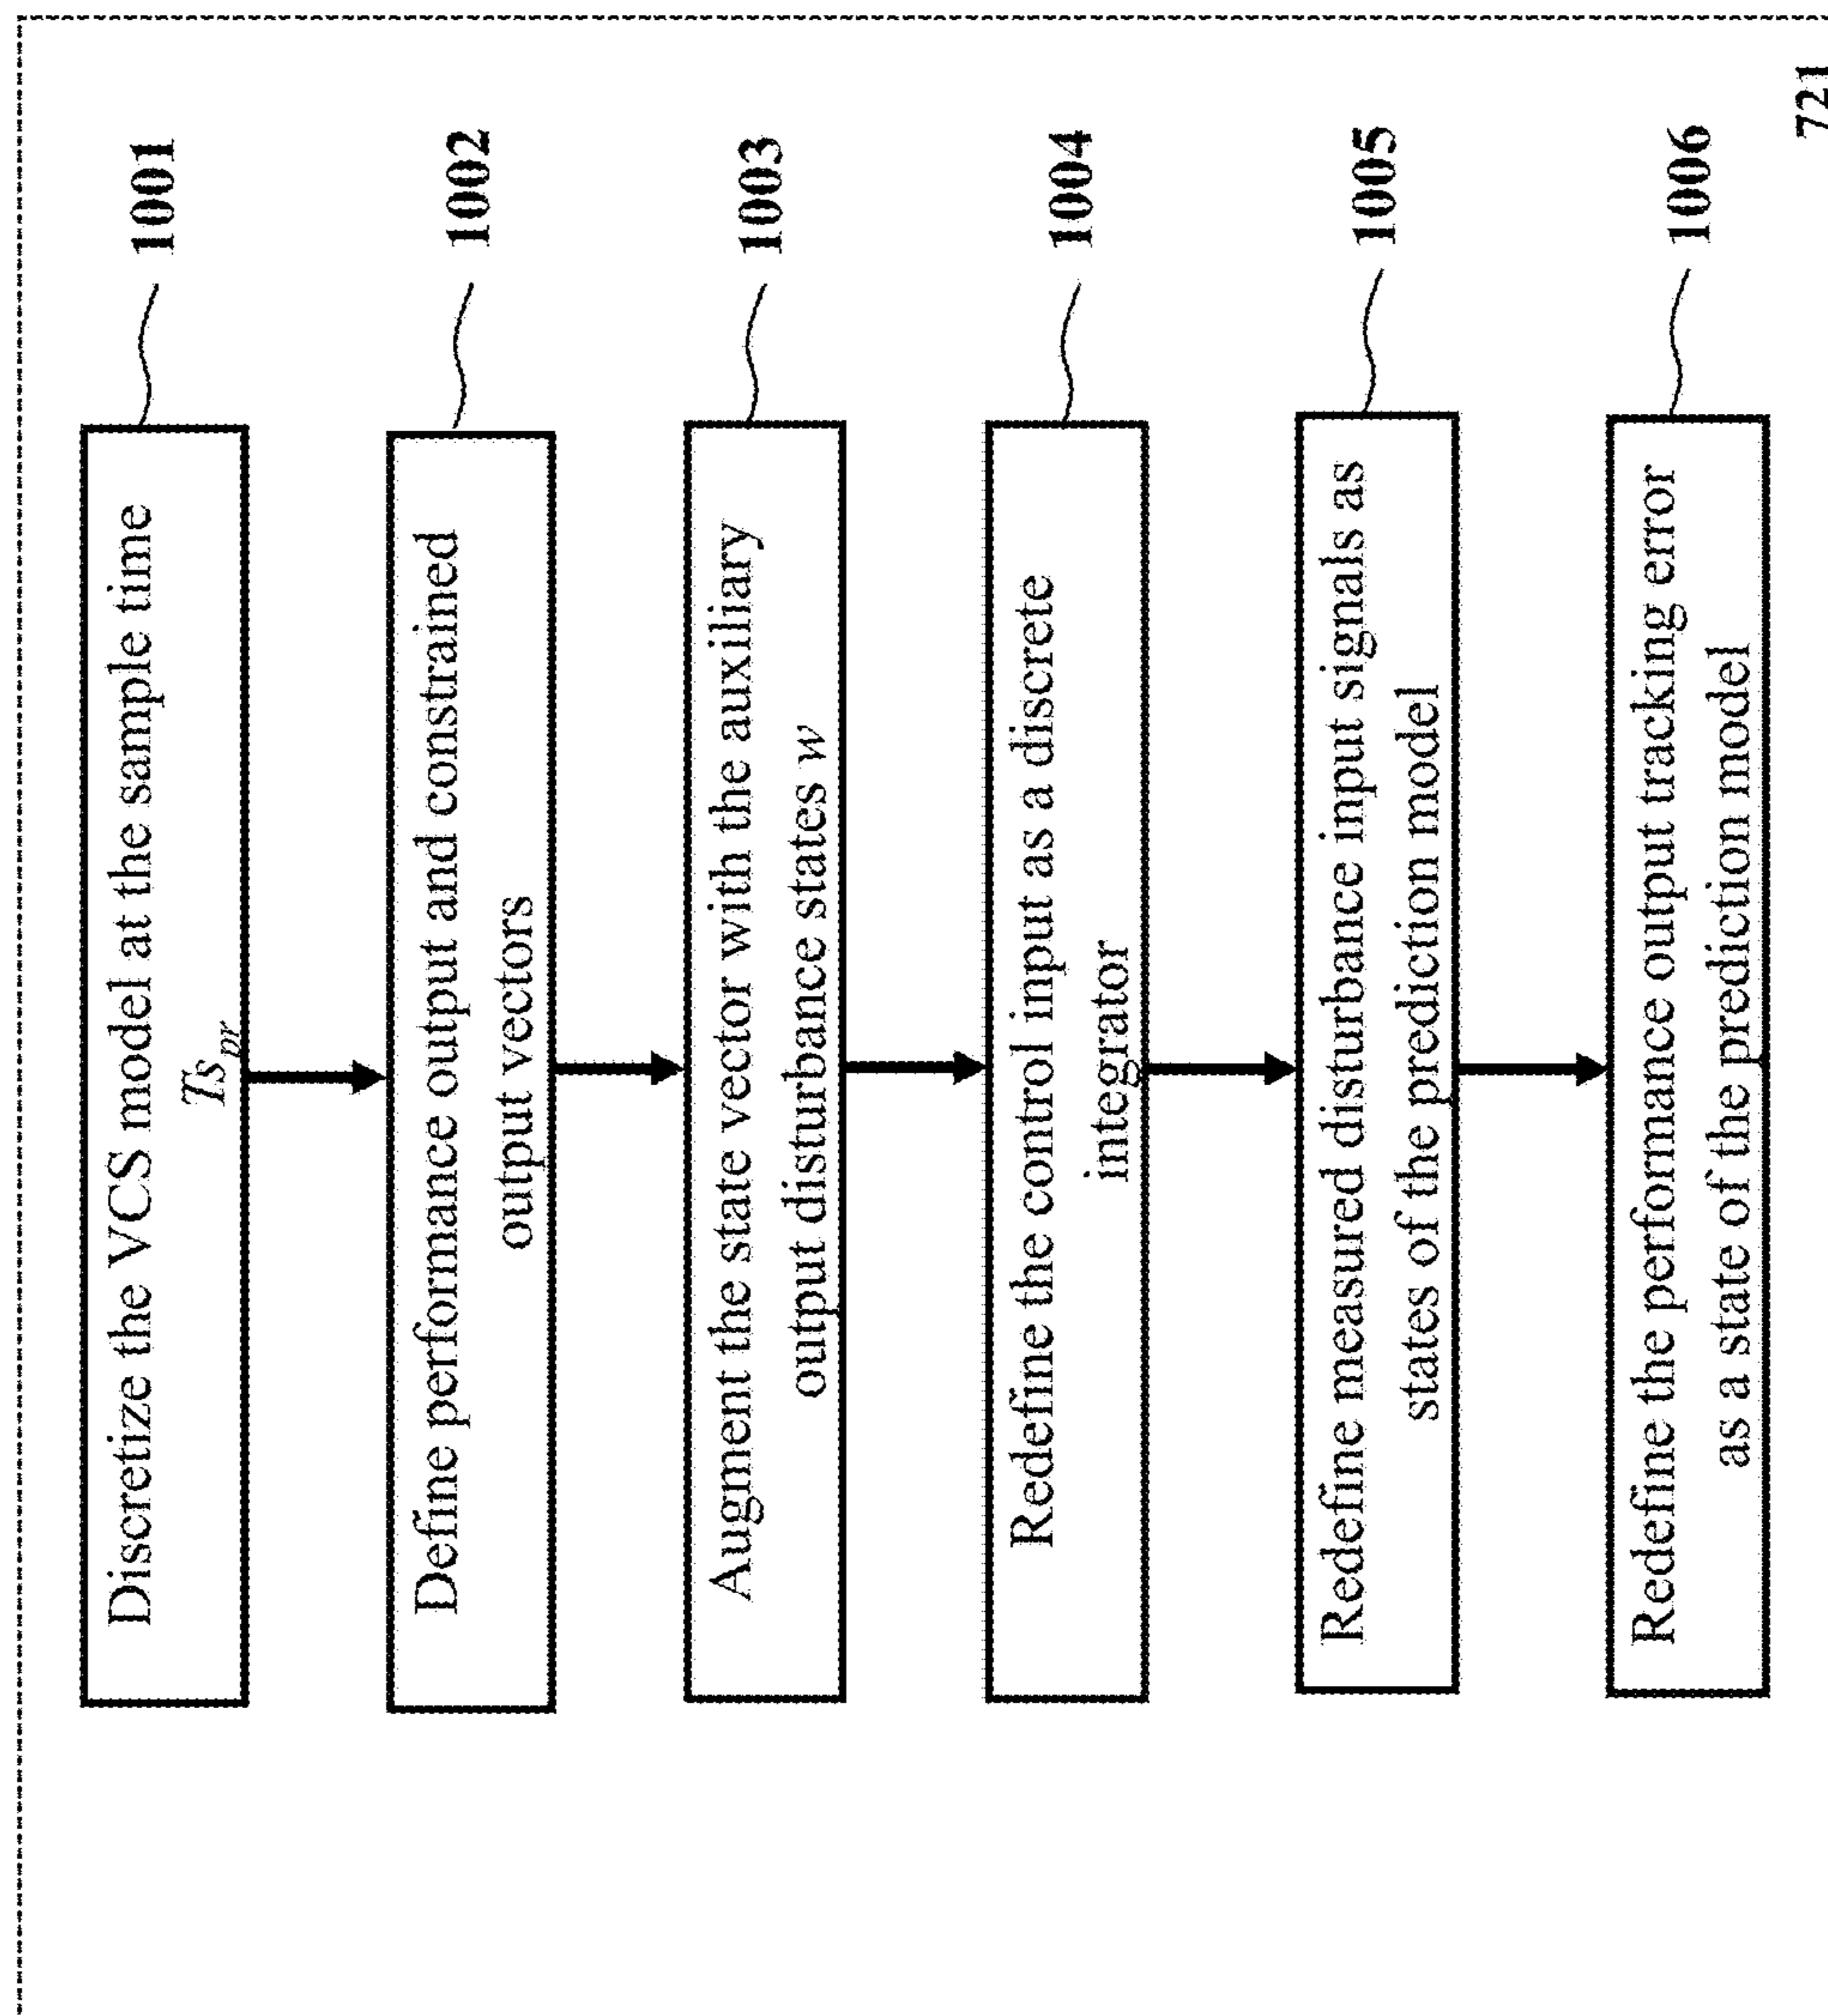 Discretize the VCS model at the sample time
Ts_pr
1001
Define performance output and constrained
output vectors
1002
Augment the state vector with the auxiliary
output disturbance states w
1003
Redefine the control input as a discrete
integrator
1004
Redefine measured disturbance input signals as
states of the prediction model
1005
Redefine the performance output tracking error
as a state of the prediction model
1006
721